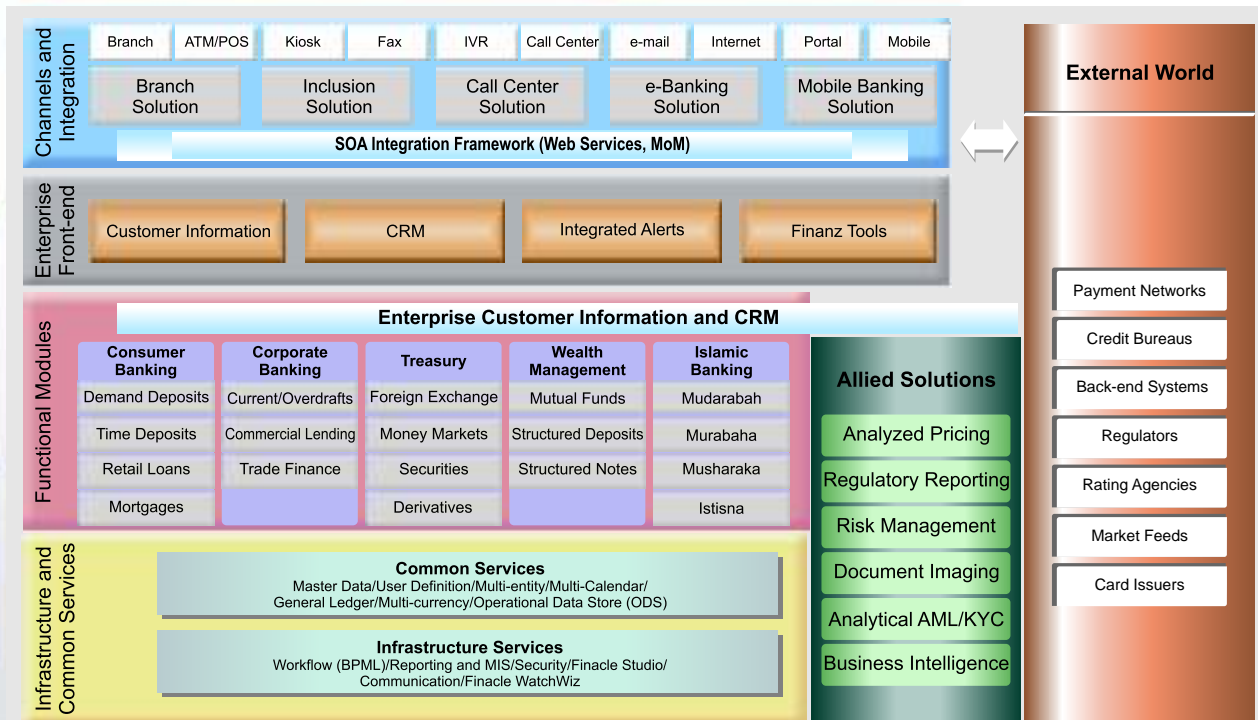 Channels and
Integration
Branch
ATM/POS
Kiosk
Fax
IVR
Call Center
e-mail
Internet
Portal
Mobile
Branch
Solution
Inclusion
Solution
Call Center
Solution
e-Banking
Solution
Mobile Banking
Solution
SOA Integration Framework (Web Services, MoM)
Enterprise
Front-end
Customer Information
CRM
Integrated Alerts
Finanz Tools
Functional Modules
Enterprise Customer Information and CRM
Consumer
Banking
Demand Deposits
Time Deposits
Retail Loans
Mortgages
Corporate
Banking
Current/Overdrafts
Commercial Lending
Trade Finance
Treasury
Foreign Exchange
Money Markets
Securities
Derivatives
Wealth
Management
Mutual Funds
Structured Deposits
Structured Notes
Islamic
Banking
Mudarabah
Murabaha
Musharaka
Istisna
Infrastructure and
Common Services
Common Services
Master Data/User Definition/Multi-entity/Multi-Calendar/
General Ledger/Multi-currency/Operational Data Store (ODS)
Infrastructure Services
Workflow (BPML)/Reporting and MIS/Security/Finacle Studio/
Communication/Finacle WatchWiz
Allied Solutions
Analyzed Pricing
Regulatory Reporting
Risk Management
Document Imaging
Analytical AML/KYC
Business Intelligence
External World
Payment Networks
Credit Bureaus
Back-end Systems
Regulators
Rating Agencies
Market Feeds
Card Issuers